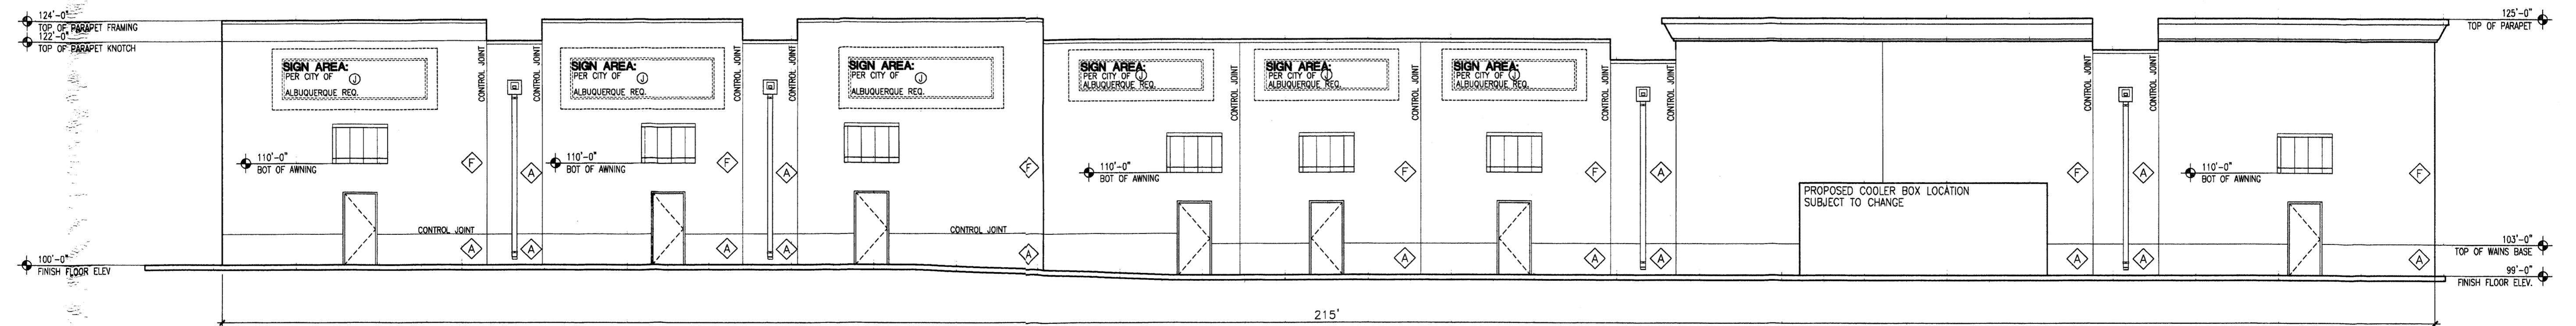 124'-0"
TOP OF PARAPET FRAMING
122'-0"
TOP OF PARAPET KNOTCH
100'-0"
FINISH FLOOR ELEV
SIGN AREA:
PER CITY OF J
ALBUQUERQUE REQ.
110'-0"
BOT OF AWNING
F
CONTROL JOINT
A
CONTROL JOINT
D
CONTROL JOINT
A
A
SIGN AREA:
PER CITY OF J
ALBUQUERQUE REQ.
110'-0"
BOT OF AWNING
F
A
CONTROL JOINT
D
CONTROL JOINT
A
A
SIGN AREA:
PER CITY OF J
ALBUQUERQUE REQ.
F
CONTROL JOINT
A
SIGN AREA:
PER CITY OF J
ALBUQUERQUE REQ.
110'-0"
BOT OF AWNING
CONTROL JOINT
SIGN AREA:
PER CITY OF J
ALBUQUERQUE REQ.
CONTROL JOINT
F
A
SIGN AREA:
PER CITY OF J
ALBUQUERQUE REQ.
CONTROL JOINT
F
A
D
CONTROL JOINT
A
A
PROPOSED COOLER BOX LOCATION
SUBJECT TO CHANGE
CONTROL JOINT
F
A
D
CONTROL JOINT
A
A
110'-0"
BOT OF AWNING
F
A
125'-0"
TOP OF PARAPET
103'-0"
TOP OF WAINS BASE
99'-0"
FINISH FLOOR ELEV.
215'